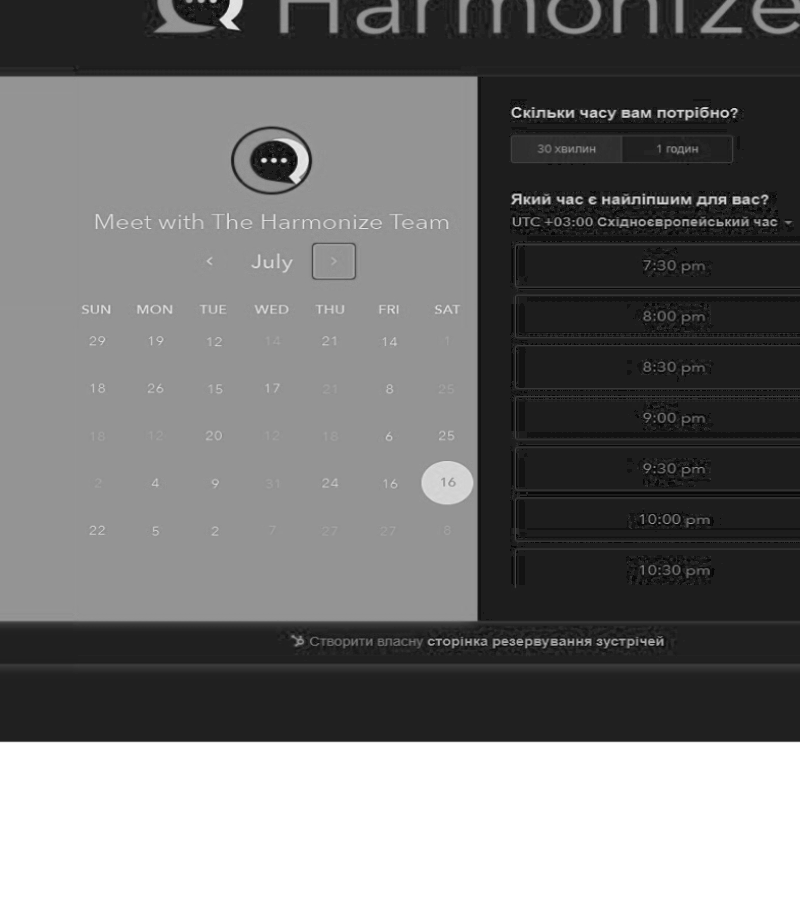 Harmonize
Meet with The Harmonize Team
July
SUN MON TUE WED THU FRI SAT
29 19 12 14 21 14 1
18 26 15 17 21 8 25
18 12 20 12 18 6 25
2 4 9 31 24 16 16
22 5 2 7 27 27 8
Скільки часу вам потрібно?
30 хвилин 1 годин
Який час є найліпшим для вас?
UTC +03:00 Східноєвропейський час
7:30 pm
8:00 pm
8:30 pm
9:00 pm
9:30 pm
10:00 pm
10:30 pm
Створити власну сторінка резервування зустрічей